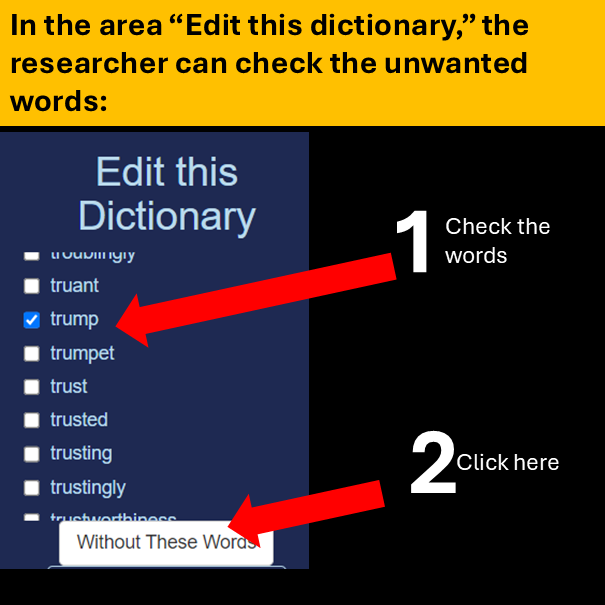 In the area “Edit this dictionary,” the
researcher can check the unwanted
words:
Edit this
Dictionary
troublingly
truant
trump
trumpet
trust
trusted
trusting
trustingly
trustworthiness
Without These Words
1
Check the
words
2
Click here